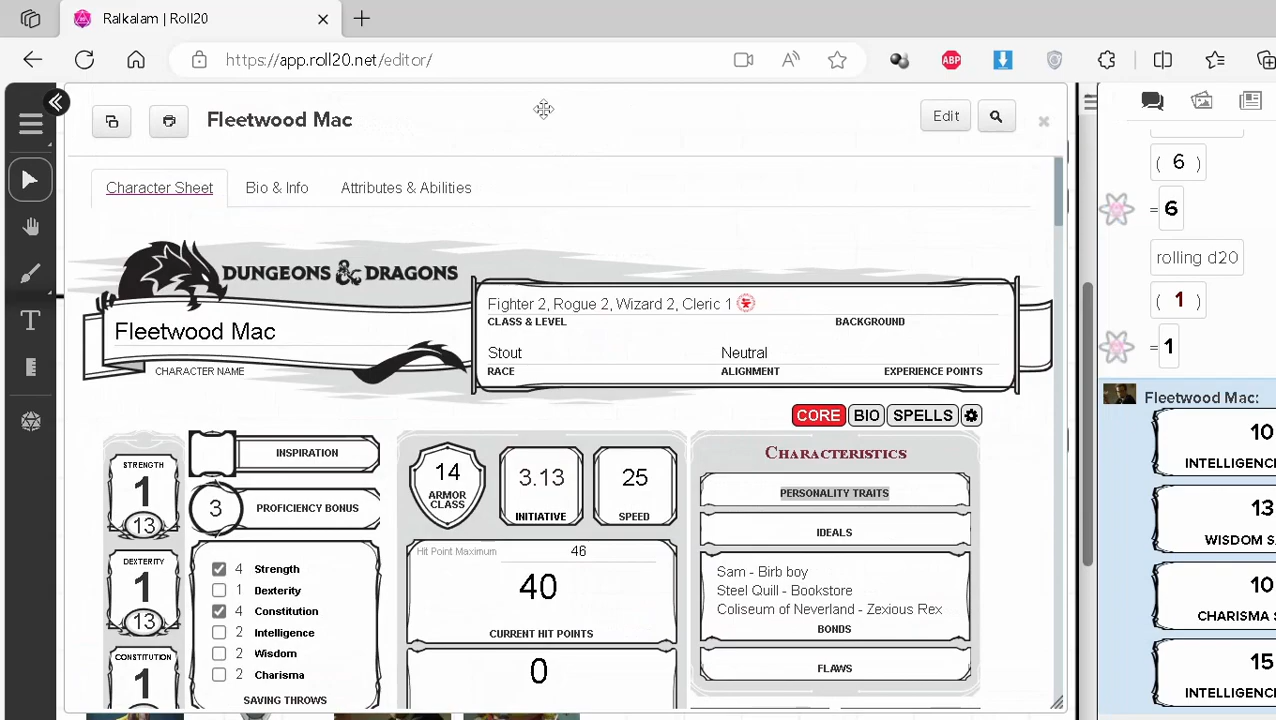 Ralkalam | Roll20
https://app.roll20.net/editor/
ABP
Fleetwood Mac
Edit
Character Sheet
Bio & Info
Attributes & Abilities
DUNGEONS & DRAGONS
Fleetwood Mac
CHARACTER NAME
Fighter 2, Rogue 2, Wizard 2, Cleric 1
CLASS & LEVEL
BACKGROUND
Stout
Neutral
RACE
ALIGNMENT
EXPERIENCE POINTS
CORE
BIO
SPELLS
STRENGTH
1
13
DEXTERITY
1
13
CONSTITUTION
1
INSPIRATION
3
PROFICIENCY BONUS
4 Strength
1 Dexterity
4 Constitution
2 Intelligence
2 Wisdom
2 Charisma
SAVING THROWS
14
ARMOR
CLASS
3.13
INITIATIVE
25
SPEED
Hit Point Maximum
46
40
CURRENT HIT POINTS
0
CHARACTERISTICS
PERSONALITY TRAITS
IDEALS
Sam - Birb boy
Steel Quill - Bookstore
Coliseum of Neverland - Zexious Rex
BONDS
FLAWS
( 6 )
= 6
rolling d20
( 1 )
= 1
Fleetwood Mac:
10
INTELLIGENC
13
WISDOM SA
10
CHARISMA S
15
INTELLIGENC